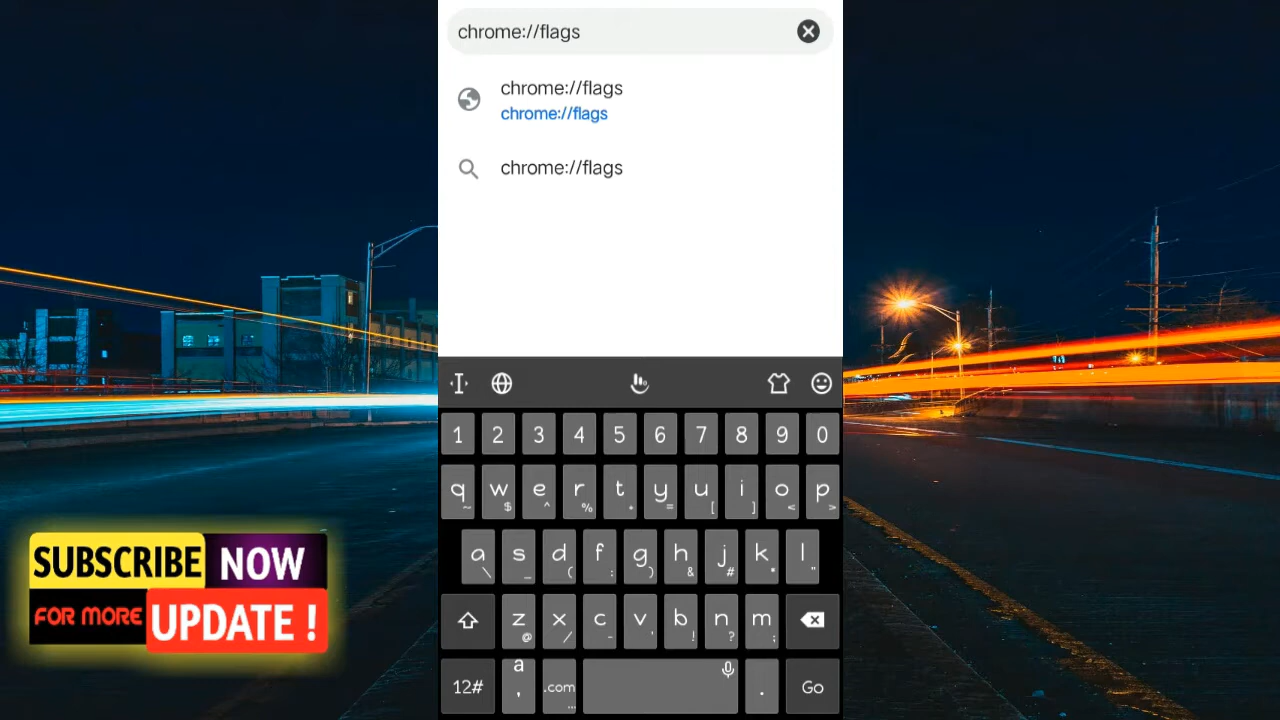 chrome://flags
chrome://flags
chrome://flags
chrome://flags
1 2 3 4 5 6 7 8 9 0
q w e r t y u i o p
~ $ ^ % * = [ ] < >
a s d f g h j k l
\ _ ( : ) & # * "
z x c v b n m
@ / - ' ! ? ;
12# a , .com ... . Go
SUBSCRIBE NOW
FOR MORE UPDATE !